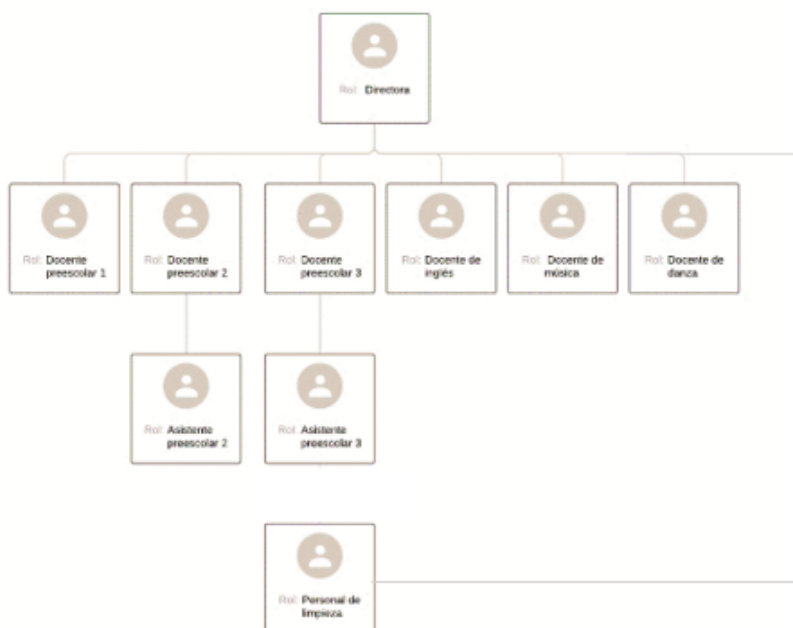 Rol: Directora
Rol: Docente
preescolar 1
Rol: Docente
preescolar 2
Rol: Docente
preescolar 3
Rol: Docente de
inglés
Rol: Docente de
música
Rol: Docente de
danza
Rol: Asistente
preescolar 2
Rol: Asistente
preescolar 3
Rol: Personal de
limpieza